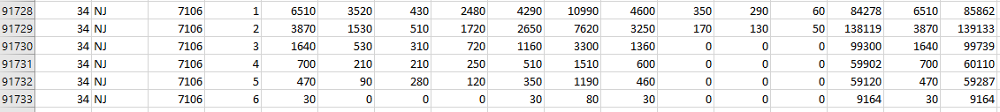 91728 34 NJ 7106 1 6510 3520 430 2480 4290 10990 4600 350 290 60 84278 6510 85862
91729 34 NJ 7106 2 3870 1530 510 1720 2650 7620 3250 170 130 50 138119 3870 139133
91730 34 NJ 7106 3 1640 530 310 720 1160 3300 1360 0 0 0 99300 1640 99739
91731 34 NJ 7106 4 700 210 210 250 510 1510 600 0 0 0 59902 700 60110
91732 34 NJ 7106 5 470 90 280 120 350 1190 460 0 0 0 59120 470 59287
91733 34 NJ 7106 6 30 0 0 0 30 80 30 0 0 0 9164 30 9164